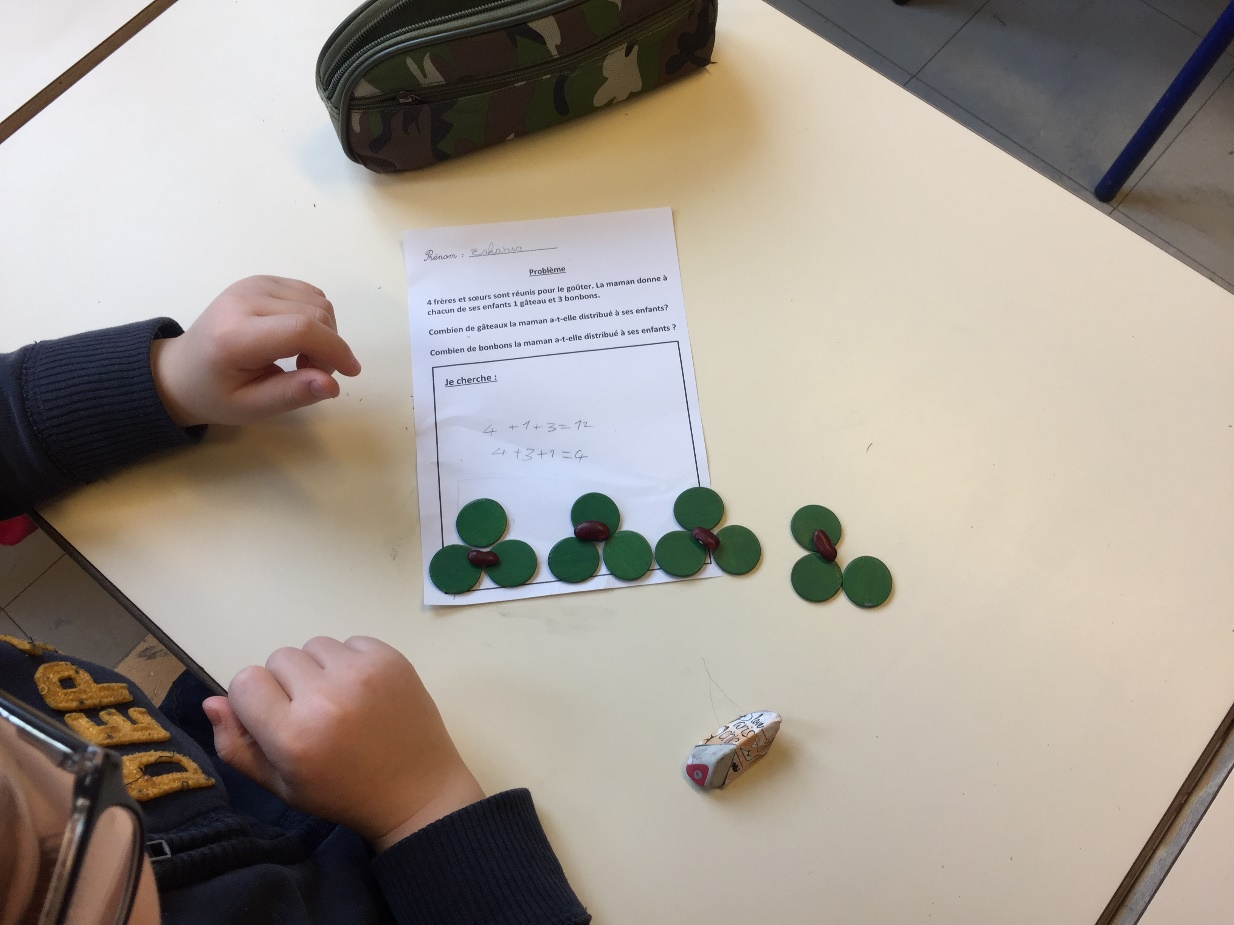 Prénom : Zakaria
Problème
4 frères et sœurs sont réunis pour le goûter. La maman donne à
chacun de ses enfants 1 gâteau et 3 bonbons.
Combien de gâteaux la maman a-t-elle distribué à ses enfants?
Combien de bonbons la maman a-t-elle distribué à ses enfants ?
Je cherche :
4 +1+3=12
4+3+1=4
DEP